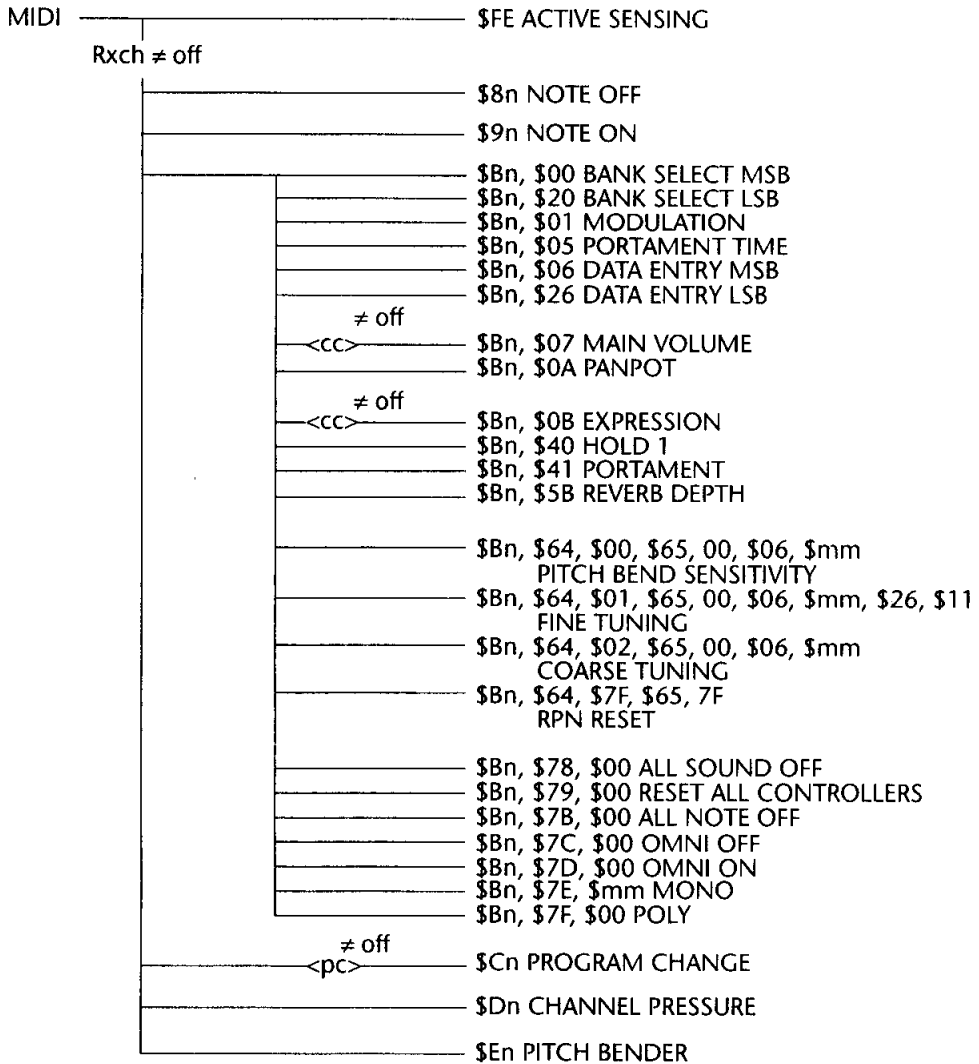 MIDI $FE ACTIVE SENSING
Rxch ≠ off
$8n NOTE OFF
$9n NOTE ON
$Bn, $00 BANK SELECT MSB
$Bn, $20 BANK SELECT LSB
$Bn, $01 MODULATION
$Bn, $05 PORTAMENT TIME
$Bn, $06 DATA ENTRY MSB
$Bn, $26 DATA ENTRY LSB
≠ off
<cc> $Bn, $07 MAIN VOLUME
$Bn, $0A PANPOT
≠ off
<cc> $Bn, $0B EXPRESSION
$Bn, $40 HOLD 1
$Bn, $41 PORTAMENT
$Bn, $5B REVERB DEPTH
$Bn, $64, $00, $65, 00, $06, $mm
PITCH BEND SENSITIVITY
$Bn, $64, $01, $65, 00, $06, $mm, $26, $11
FINE TUNING
$Bn, $64, $02, $65, 00, $06, $mm
COARSE TUNING
$Bn, $64, $7F, $65, 7F
RPN RESET
$Bn, $78, $00 ALL SOUND OFF
$Bn, $79, $00 RESET ALL CONTROLLERS
$Bn, $7B, $00 ALL NOTE OFF
$Bn, $7C, $00 OMNI OFF
$Bn, $7D, $00 OMNI ON
$Bn, $7E, $mm MONO
$Bn, $7F, $00 POLY
≠ off
<pc> $Cn PROGRAM CHANGE
$Dn CHANNEL PRESSURE
$En PITCH BENDER